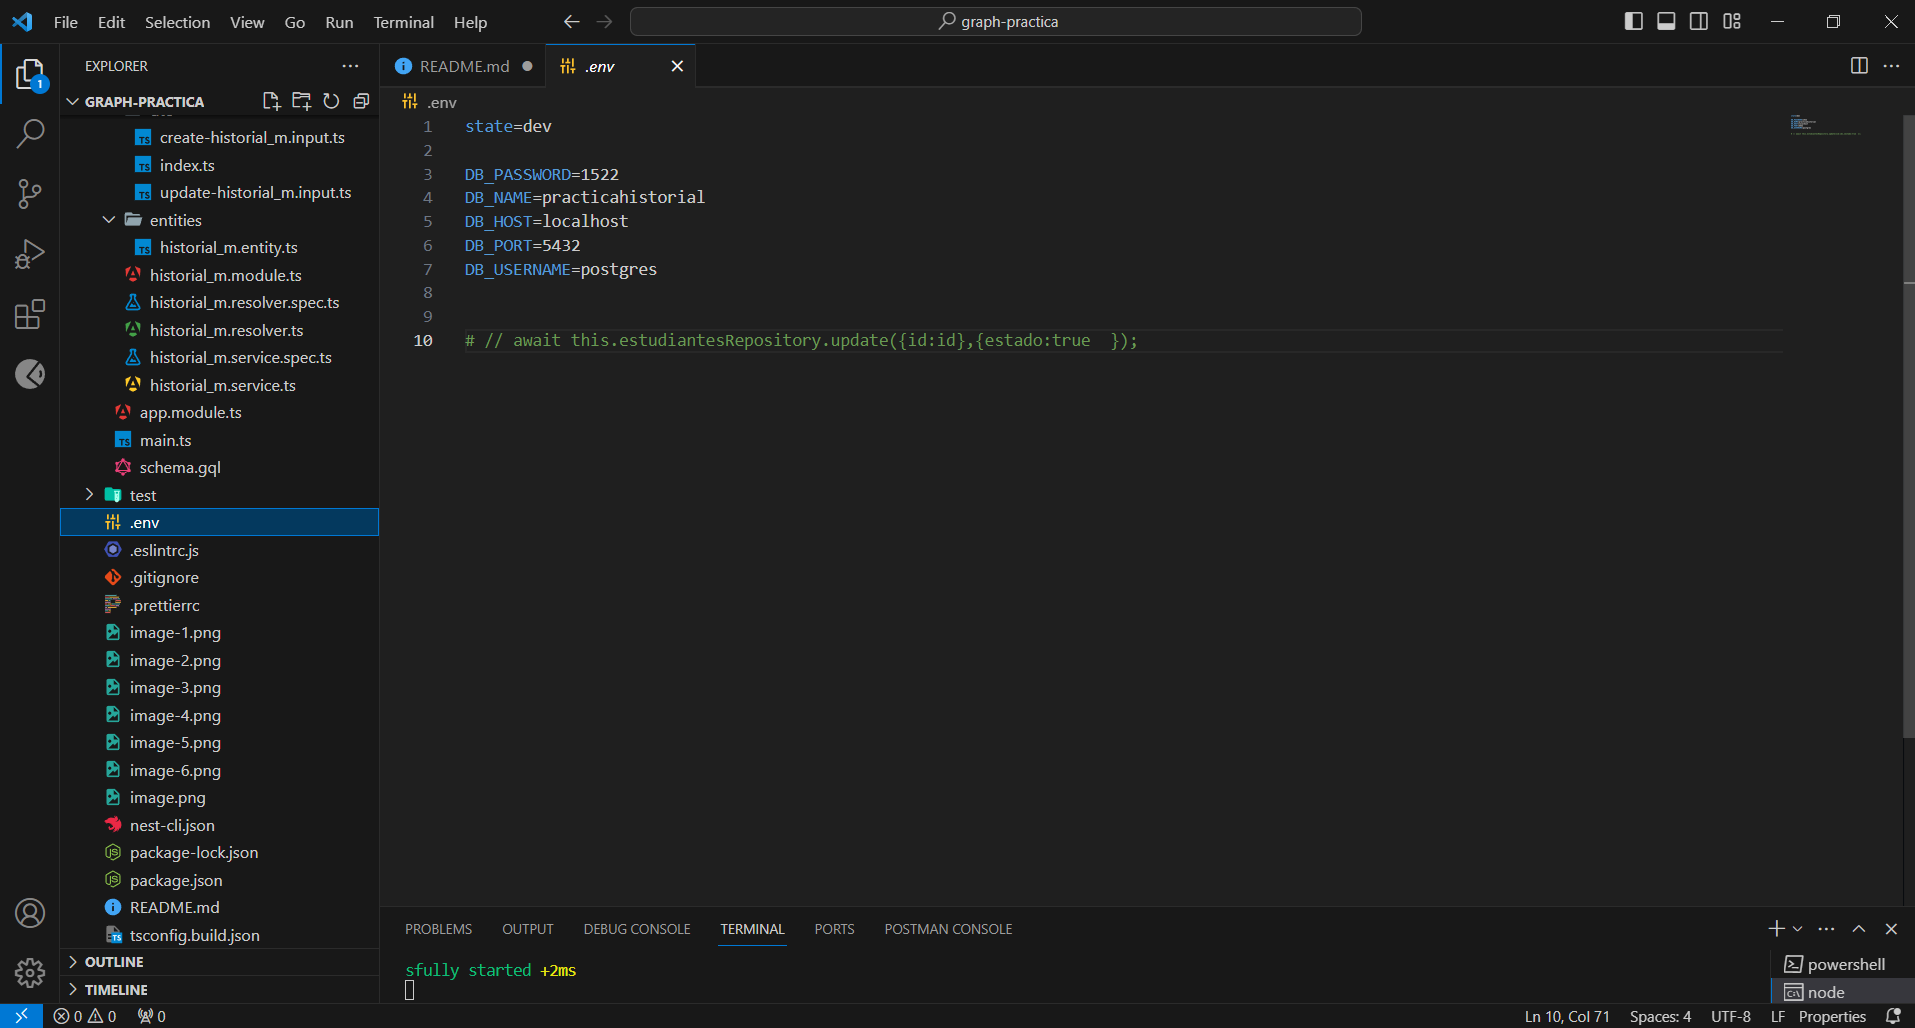 File Edit Selection View Go Run Terminal Help
graph-practica
EXPLORER
GRAPH-PRACTICA
create-historial_m.input.ts
index.ts
update-historial_m.input.ts
entities
historial_m.entity.ts
historial_m.module.ts
historial_m.resolver.spec.ts
historial_m.resolver.ts
historial_m.service.spec.ts
historial_m.service.ts
app.module.ts
main.ts
schema.gql
test
.env
.eslintrc.js
.gitignore
.prettierrc
image-1.png
image-2.png
image-3.png
image-4.png
image-5.png
image-6.png
image.png
nest-cli.json
package-lock.json
package.json
README.md
tsconfig.build.json
OUTLINE
TIMELINE
1
README.md
.env
.env
1 state=dev
2
3 DB_PASSWORD=1522
4 DB_NAME=practicahistorial
5 DB_HOST=localhost
6 DB_PORT=5432
7 DB_USERNAME=postgres
8
9
10 # // await this.estudiantesRepository.update({id:id},{estado:true  });
PROBLEMS OUTPUT DEBUG CONSOLE TERMINAL PORTS POSTMAN CONSOLE
sfully started +2ms
powershell
node
0 0 0
Ln 10, Col 71 Spaces: 4 UTF-8 LF Properties